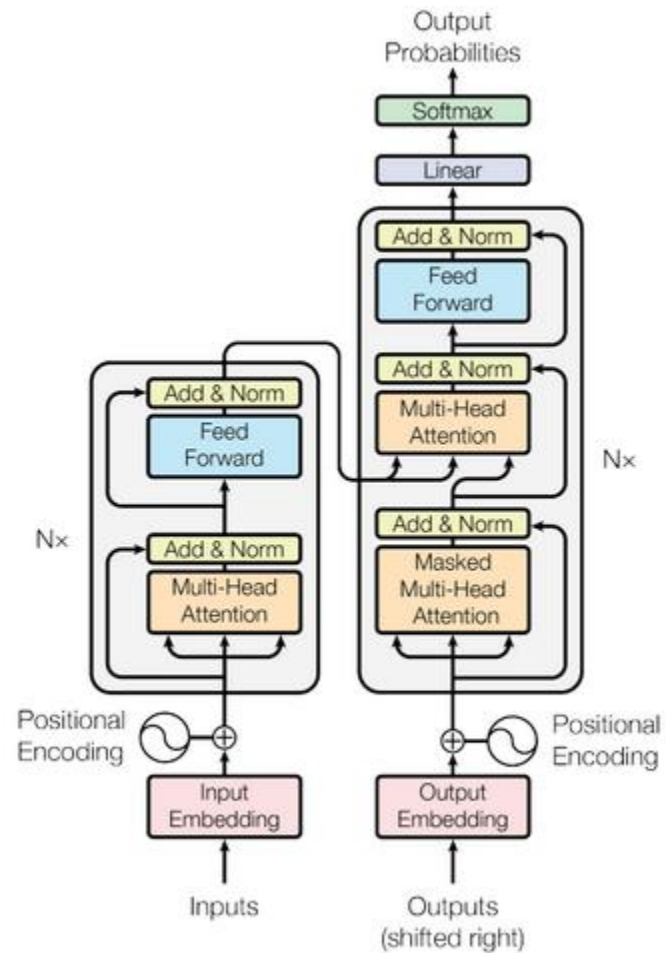 Output
Probabilities
Softmax
Linear
Add & Norm
Feed
Forward
Add & Norm
Multi-Head
Attention
Add & Norm
Masked
Multi-Head
Attention
N×
Add & Norm
Feed
Forward
Add & Norm
Multi-Head
Attention
N×
Positional
Encoding
Positional
Encoding
Input
Embedding
Output
Embedding
Inputs
Outputs
(shifted right)